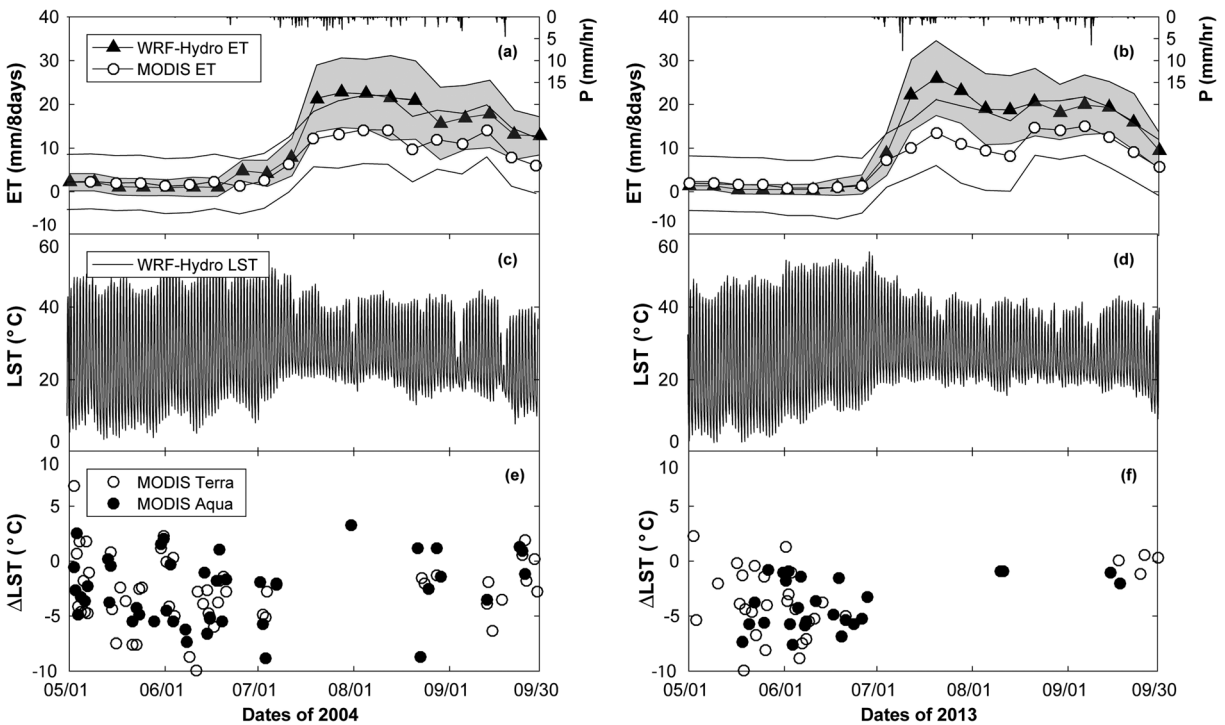 40
30
20
10
0
-10
ET (mm/8days)
WRF-Hydro ET
MODIS ET
(a)
0
5
10
15
P (mm/hr)
40
30
20
10
0
-10
ET (mm/8days)
(b)
0
5
10
15
P (mm/hr)
60
40
20
0
LST (°C)
WRF-Hydro LST
(c)
60
40
20
0
LST (°C)
(d)
10
5
0
-5
-10
ΔLST (°C)
MODIS Terra
MODIS Aqua
(e)
05/01
06/01
07/01
08/01
09/01
09/30
Dates of 2004
10
5
0
-5
-10
ΔLST (°C)
(f)
05/01
06/01
07/01
08/01
09/01
09/30
Dates of 2013